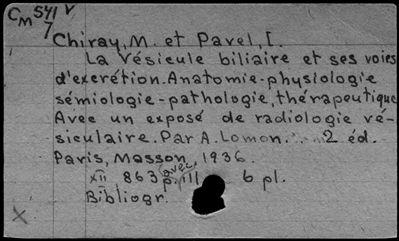 CM 541 V
7
Chiray, M. et Pavel, I.
La Vésicule biliaire et ses voies
d'excrétion. Anatomie-physiologie
sémiologie-pathologie, thérapeutique
Avec un exposé de radiologie vé-
siculaire. Par A. Lomon. 2 éd.
Paris, Masson, 1936.
XII 863 p. avec ill 6 pl.
Bibliogr.
X